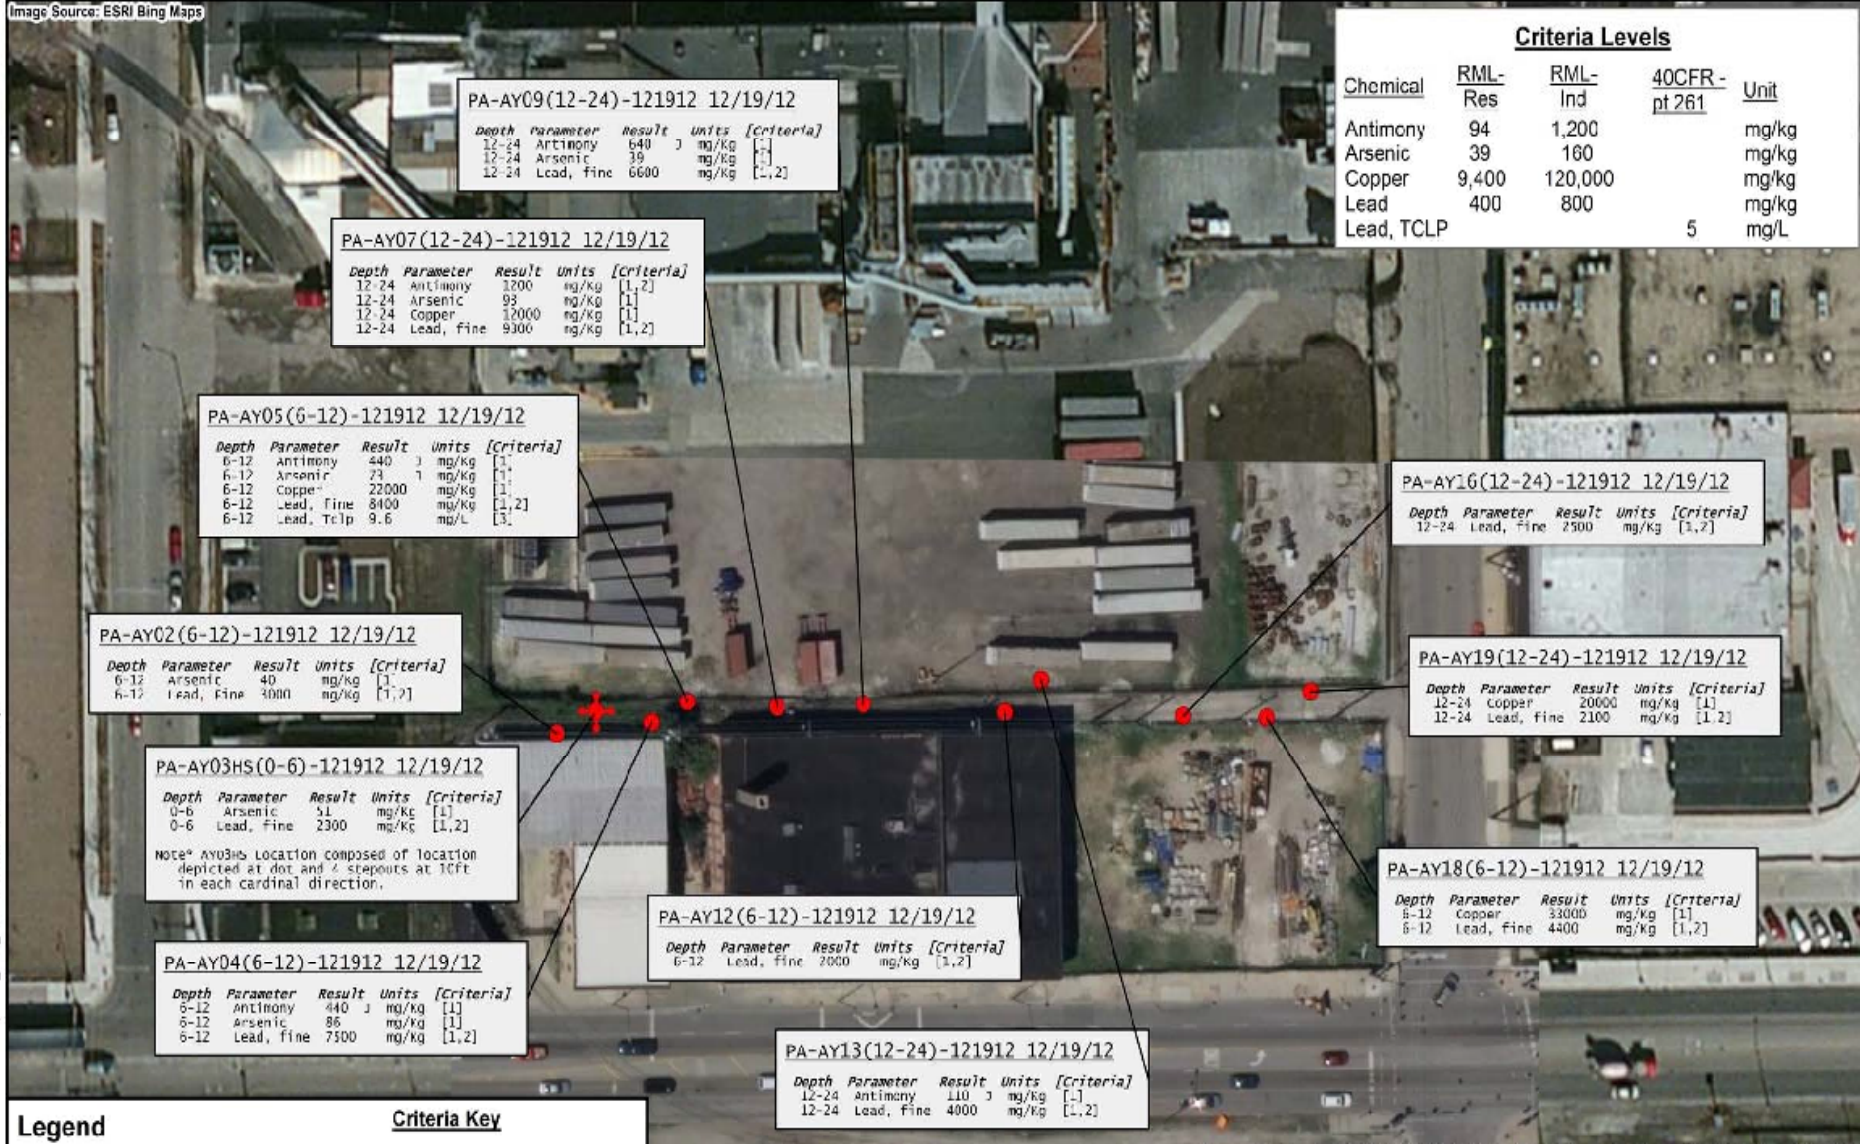 Image Source: ESRI Bing Maps
Criteria Levels
Chemical RML-Res RML-Ind 40CFR - pt 261 Unit
Antimony 94 1,200 mg/kg
Arsenic 39 160 mg/kg
Copper 9,400 120,000 mg/kg
Lead 400 800 mg/kg
Lead, TCLP 5 mg/L
PA-AY09(12-24)-121912 12/19/12
Depth Parameter Result Units [Criteria]
12-24 Antimony 640 J mg/Kg [1]
12-24 Arsenic 39 mg/Kg [1]
12-24 Lead, fine 6600 mg/Kg [1,2]
PA-AY07(12-24)-121912 12/19/12
Depth Parameter Result Units [Criteria]
12-24 Antimony 1200 mg/Kg [1,2]
12-24 Arsenic 93 mg/Kg [1]
12-24 Copper 12000 mg/Kg [1]
12-24 Lead, fine 9300 mg/Kg [1,2]
PA-AY05(6-12)-121912 12/19/12
Depth Parameter Result Units [Criteria]
6-12 Antimony 440 J mg/Kg [1]
6-12 Arsenic 73 J mg/Kg [1]
6-12 Copper 22000 mg/Kg [1]
6-12 Lead, fine 8400 mg/Kg [1,2]
6-12 Lead, Tclp 9.6 mg/L [3]
PA-AY16(12-24)-121912 12/19/12
Depth Parameter Result Units [Criteria]
12-24 Lead, fine 2500 mg/Kg [1,2]
PA-AY02(6-12)-121912 12/19/12
Depth Parameter Result Units [Criteria]
6-12 Arsenic 40 mg/Kg [1]
6-12 Lead, Fine 3000 mg/Kg [1,2]
PA-AY19(12-24)-121912 12/19/12
Depth Parameter Result Units [Criteria]
12-24 Copper 20000 mg/Kg [1]
12-24 Lead, fine 2100 mg/Kg [1,2]
PA-AY03HS(0-6)-121912 12/19/12
Depth Parameter Result Units [Criteria]
0-6 Arsenic 51 mg/Kg [1]
0-6 Lead, fine 2300 mg/Kg [1,2]
Note* AY03HS Location composed of location
depicted at dot and 4 stepouts at 10ft
in each cardinal direction.
PA-AY18(6-12)-121912 12/19/12
Depth Parameter Result Units [Criteria]
6-12 Copper 33000 mg/Kg [1]
6-12 Lead, fine 4400 mg/Kg [1,2]
PA-AY12(6-12)-121912 12/19/12
Depth Parameter Result Units [Criteria]
6-12 Lead, fine 2000 mg/Kg [1,2]
PA-AY04(6-12)-121912 12/19/12
Depth Parameter Result Units [Criteria]
6-12 Antimony 440 J mg/Kg [1]
6-12 Arsenic 86 mg/Kg [1]
6-12 Lead, fine 7500 mg/Kg [1,2]
PA-AY13(12-24)-121912 12/19/12
Depth Parameter Result Units [Criteria]
12-24 Antimony 110 J mg/Kg [1]
12-24 Lead, fine 4000 mg/Kg [1,2]
Legend
Criteria Key